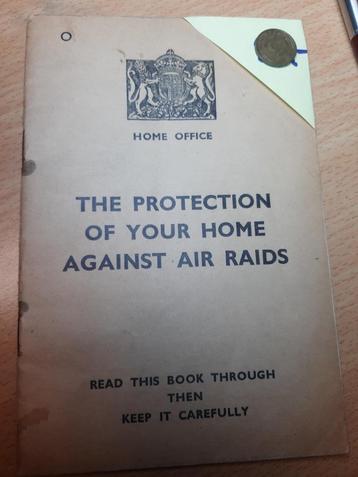 HOME OFFICE
THE PROTECTION
OF YOUR HOME
AGAINST AIR RAIDS
READ THIS BOOK THROUGH
THEN
KEEP IT CAREFULLY